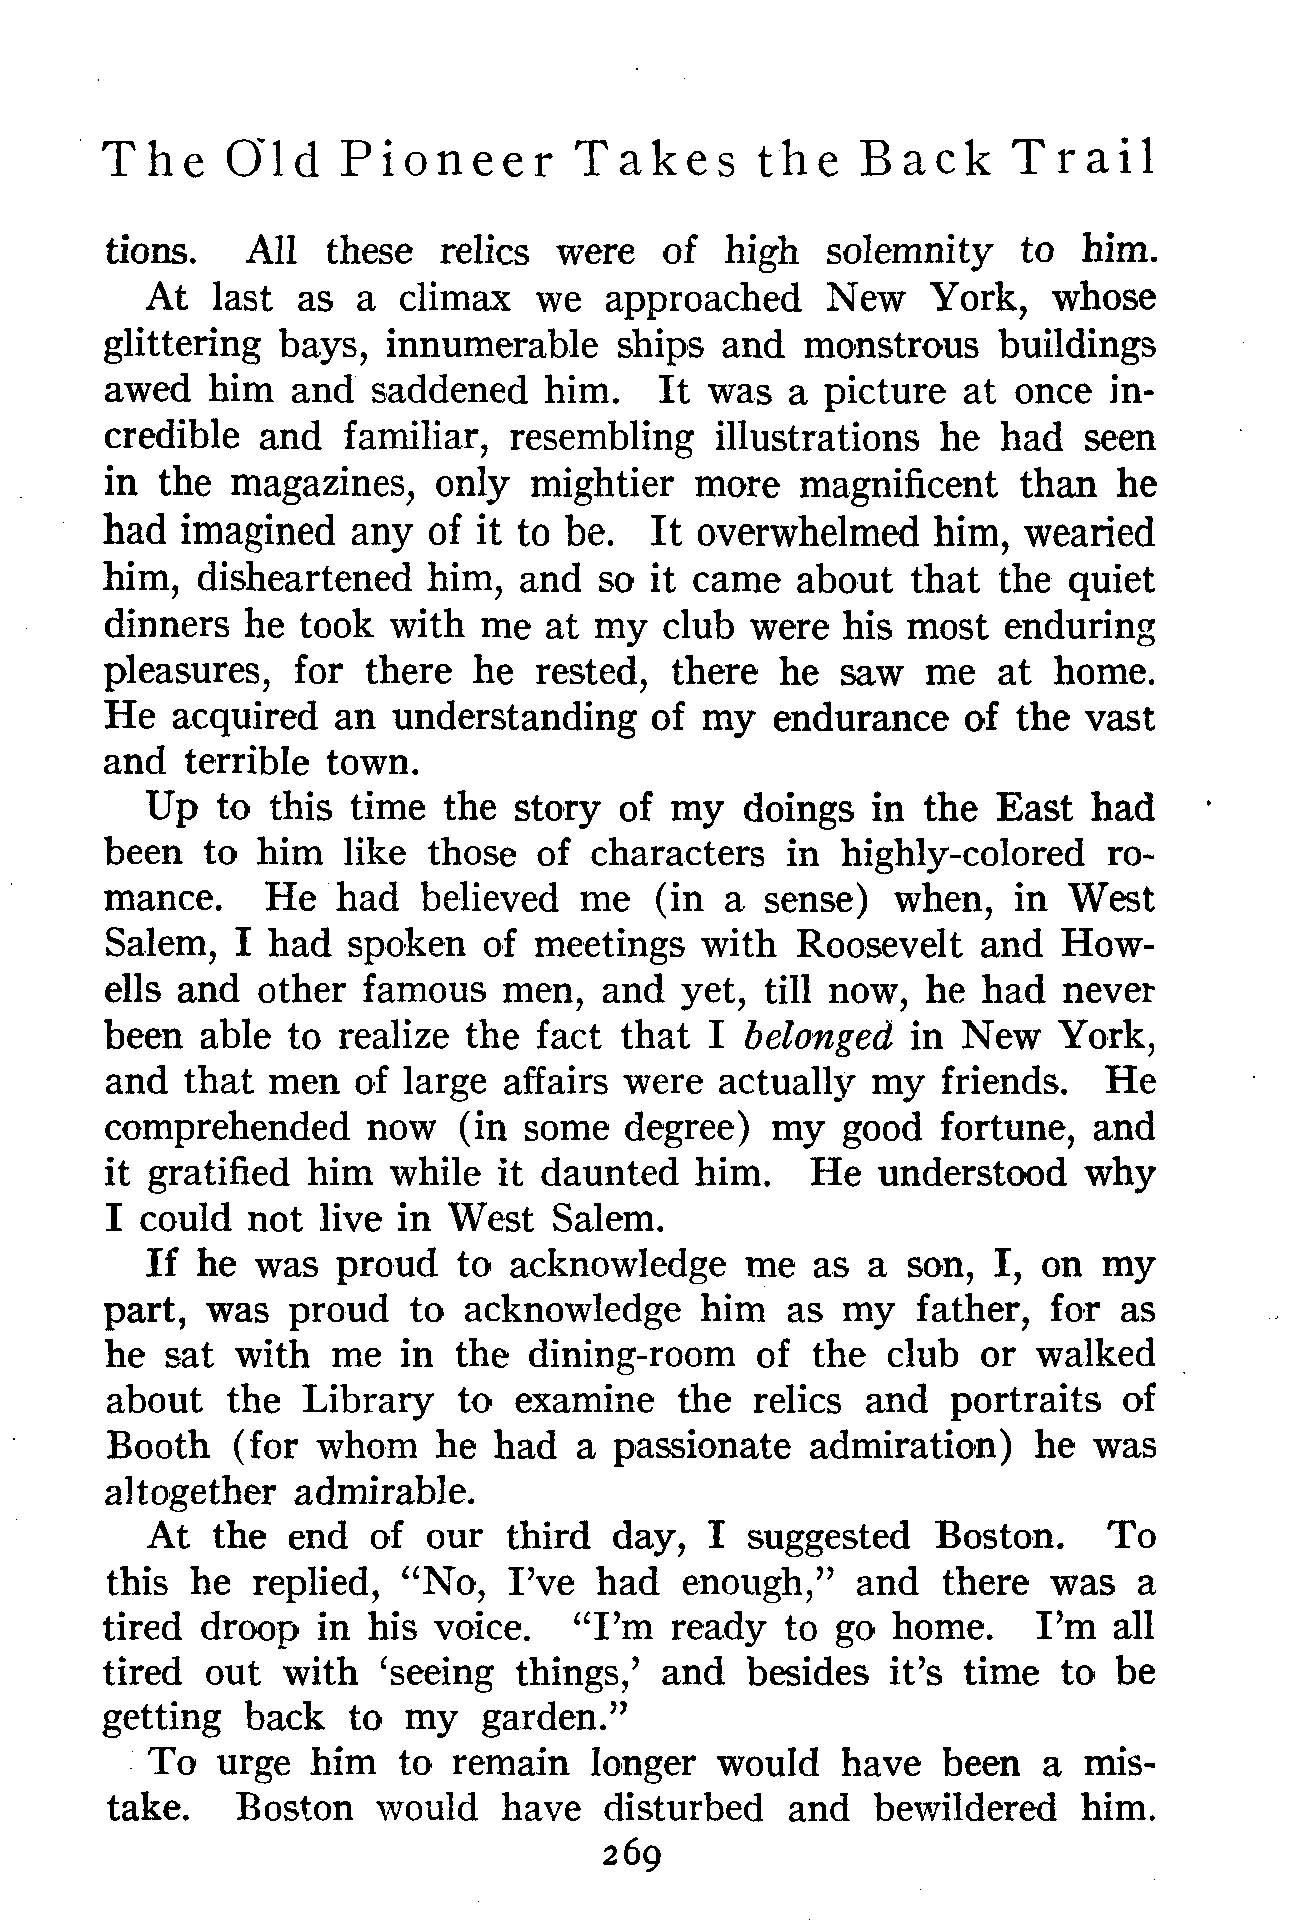 The Old Pioneer Takes the Back Trail
tions. All these relics were of high solemnity to him.
At last as a climax we approached New York, whose
glittering bays, innumerable ships and monstrous buildings
awed him and saddened him. It was a picture at once in-
credible and familiar, resembling illustrations he had seen
in the magazines, only mightier more magnificent than he
had imagined any of it to be. It overwhelmed him, wearied
him, disheartened him, and so it came about that the quiet
dinners he took with me at my club were his most enduring
pleasures, for there he rested, there he saw me at home.
He acquired an understanding of my endurance of the vast
and terrible town.
Up to this time the story of my doings in the East had
been to him like those of characters in highly-colored ro-
mance. He had believed me (in a sense) when, in West
Salem, I had spoken of meetings with Roosevelt and How-
ells and other famous men, and yet, till now, he had never
been able to realize the fact that I belonged in New York,
and that men of large affairs were actually my friends. He
comprehended now (in some degree) my good fortune, and
it gratified him while it daunted him. He understood why
I could not live in West Salem.
If he was proud to acknowledge me as a son, I, on my
part, was proud to acknowledge him as my father, for as
he sat with me in the dining-room of the club or walked
about the Library to examine the relics and portraits of
Booth (for whom he had a passionate admiration) he was
altogether admirable.
At the end of our third day, I suggested Boston. To
this he replied, “No, I’ve had enough,” and there was a
tired droop in his voice. “I’m ready to go home. I’m all
tired out with ‘seeing things,’ and besides it’s time to be
getting back to my garden.”
To urge him to remain longer would have been a mis-
take. Boston would have disturbed and bewildered him.
269